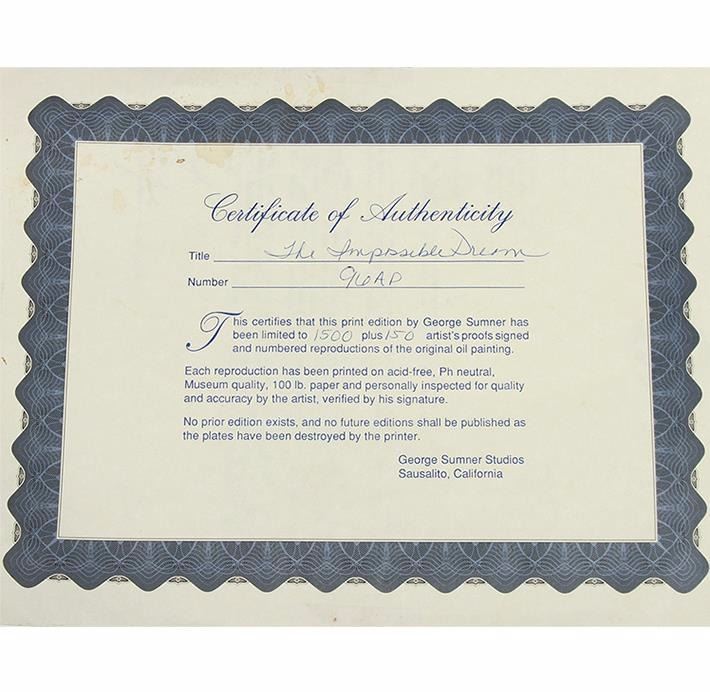 Certificate of Authenticity
Title The Impossible Dream
Number 96AP
This certifies that this print edition by George Sumner has
been limited to 1500 plus 150 artist's proofs signed
and numbered reproductions of the original oil painting.
Each reproduction has been printed on acid-free, Ph neutral,
Museum quality, 100 lb. paper and personally inspected for quality
and accuracy by the artist, verified by his signature.
No prior edition exists, and no future editions shall be published as
the plates have been destroyed by the printer.
George Sumner Studios
Sausalito, California